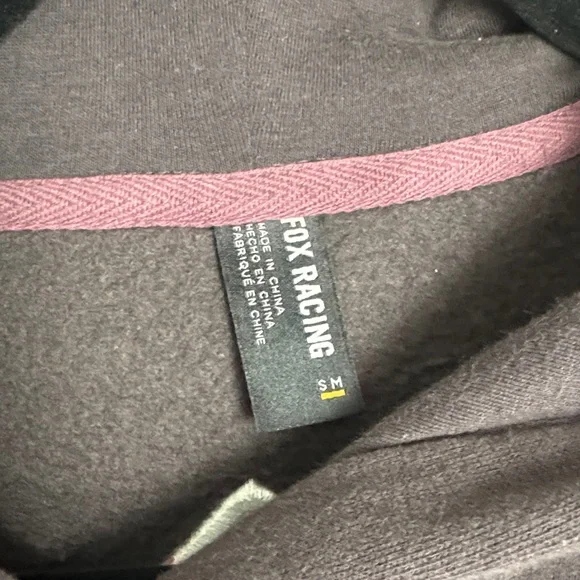 FOX RACING
MADE IN CHINA
HECHO EN CHINA
FABRIQUÉ EN CHINE
S M